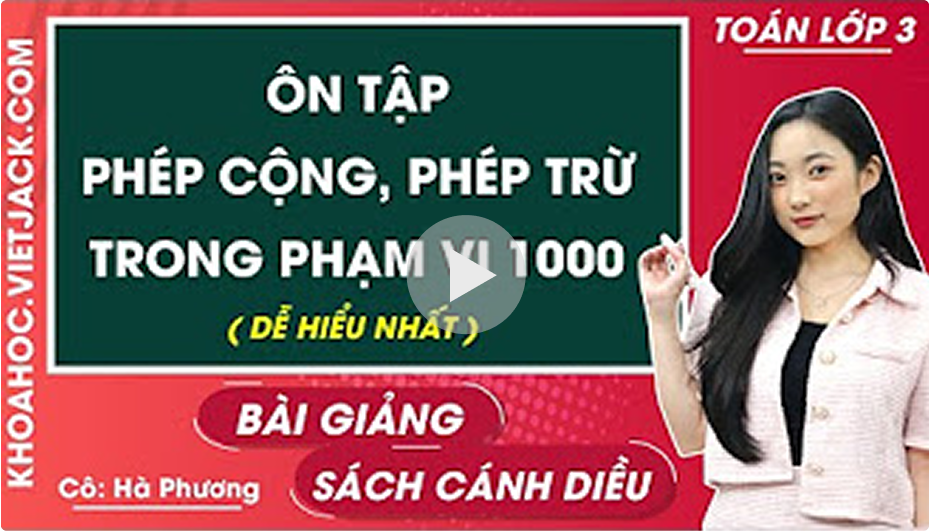 TOÁN LỚP 3
KHOAHOC.VIETJACK.COM
ÔN TẬP
PHÉP CỘNG, PHÉP TRỪ
TRONG PHẠM VI 1000
( DỄ HIỂU NHẤT )
BÀI GIẢNG
SÁCH CÁNH DIỀU
Cô: Hà Phương